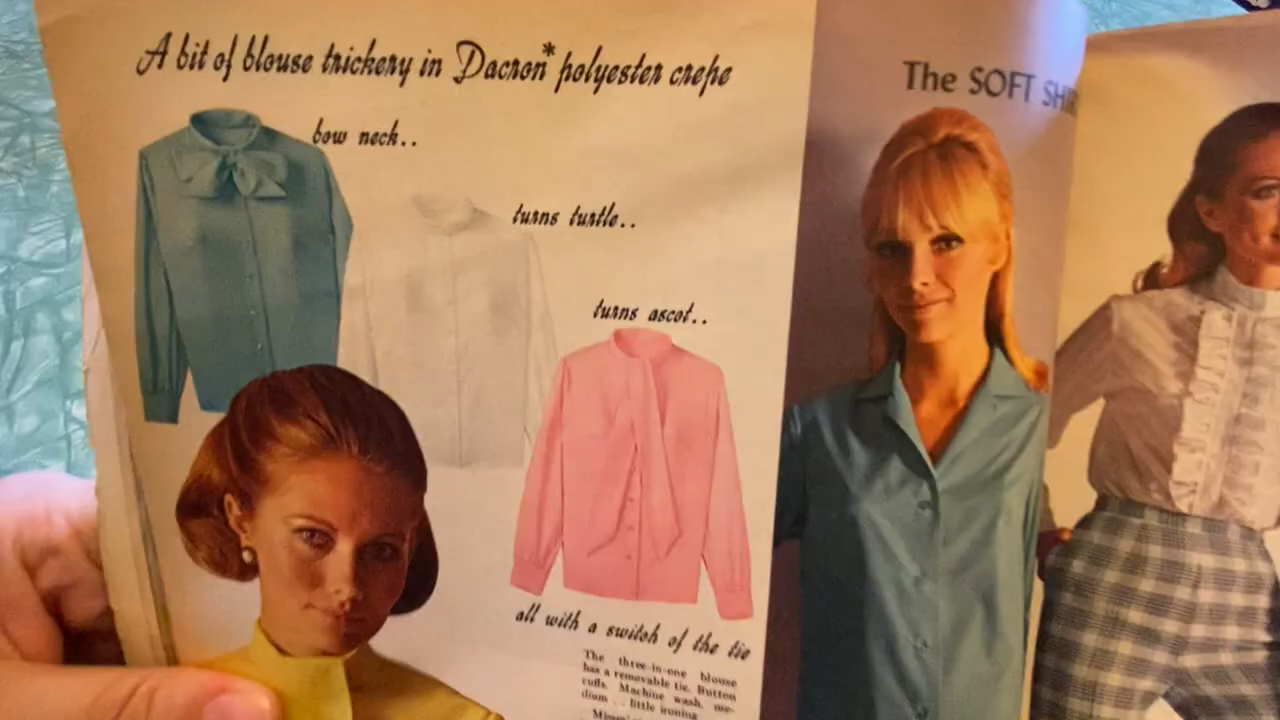 A bit of blouse trickery in Dacron* polyester crepe
bow neck..
turns turtle..
turns ascot..
all with a switch of the tie
The three-in-one blouse
has a removable tie. Button
cuffs. Machine wash, me-
dium . . little ironing
The SOFT